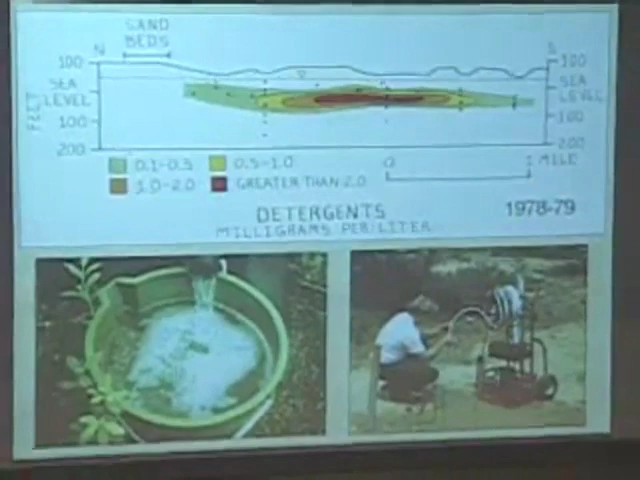 SAND
BEDS
N
S
100
100
SEA
LEVEL
SEA
LEVEL
FEET
100
100
200
200
0.1-0.5
0.5-1.0
0
1 MILE
1.0-2.0
GREATER THAN 2.0
DETERGENTS
1978-79
MILLIGRAMS PER LITER